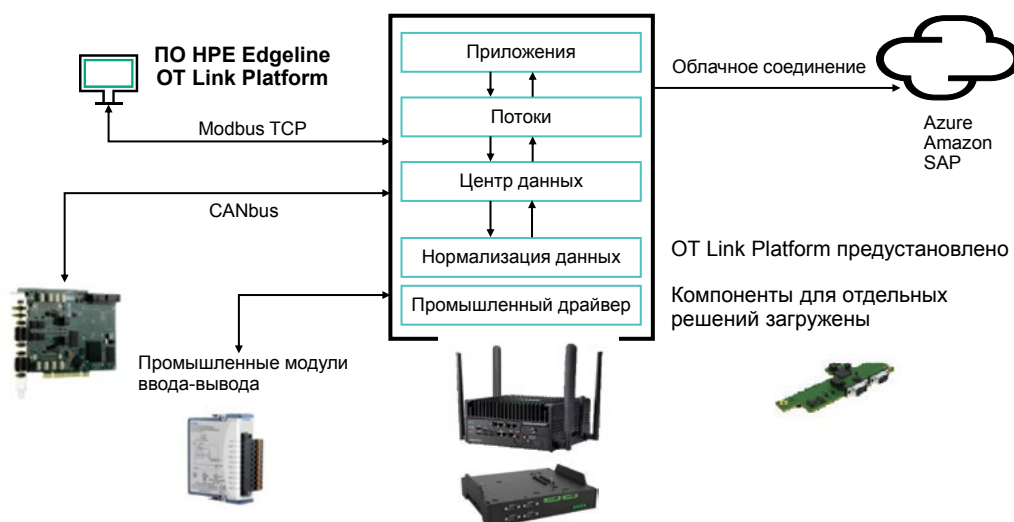 ПО HPE Edgeline
OT Link Platform
Modbus TCP
CANbus
Промышленные модули
ввода-вывода
Приложения
Потоки
Центр данных
Нормализация данных
Промышленный драйвер
Облачное соединение
Azure
Amazon
SAP
OT Link Platform предустановлено
Компоненты для отдельных
решений загружены